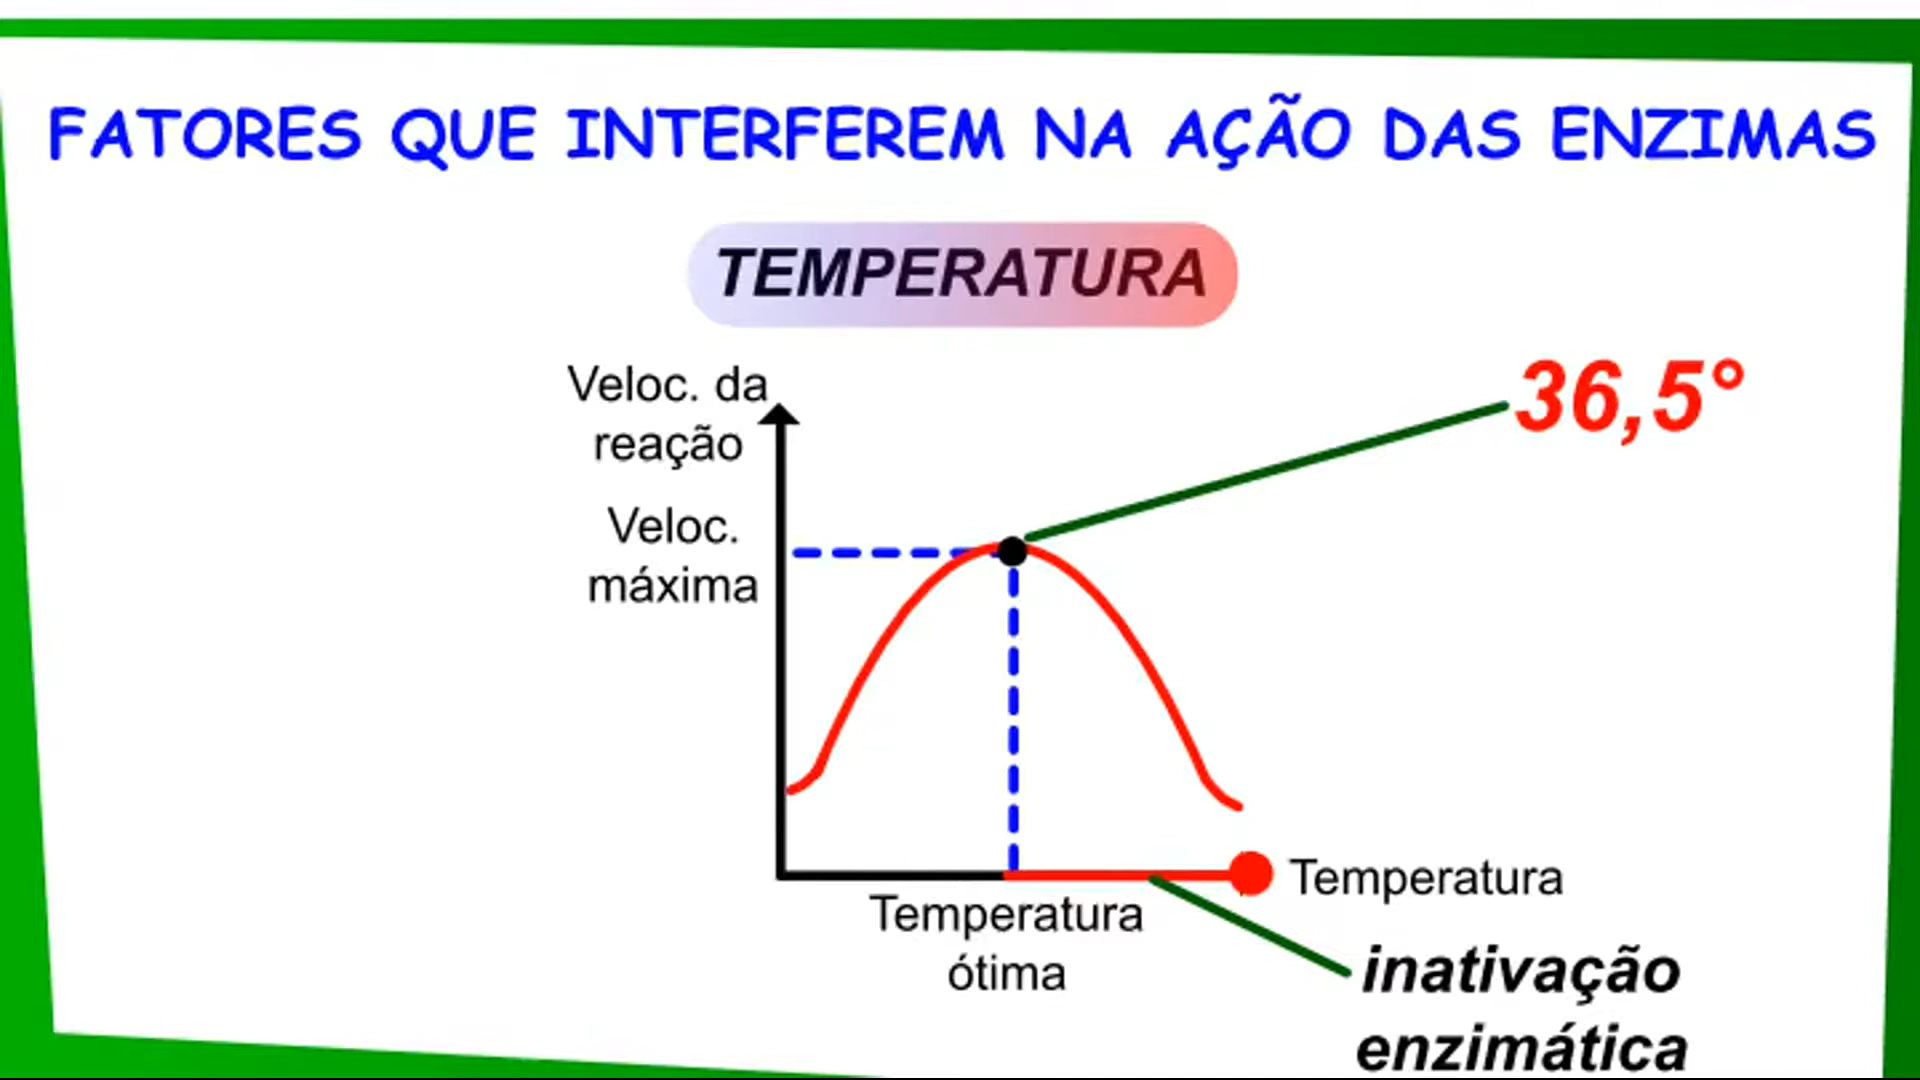 FATORES QUE INTERFEREM NA AÇÃO DAS ENZIMAS
TEMPERATURA
Veloc. da
reação
36,5°
Veloc.
máxima
Temperatura
Temperatura
ótima
inativação
enzimática